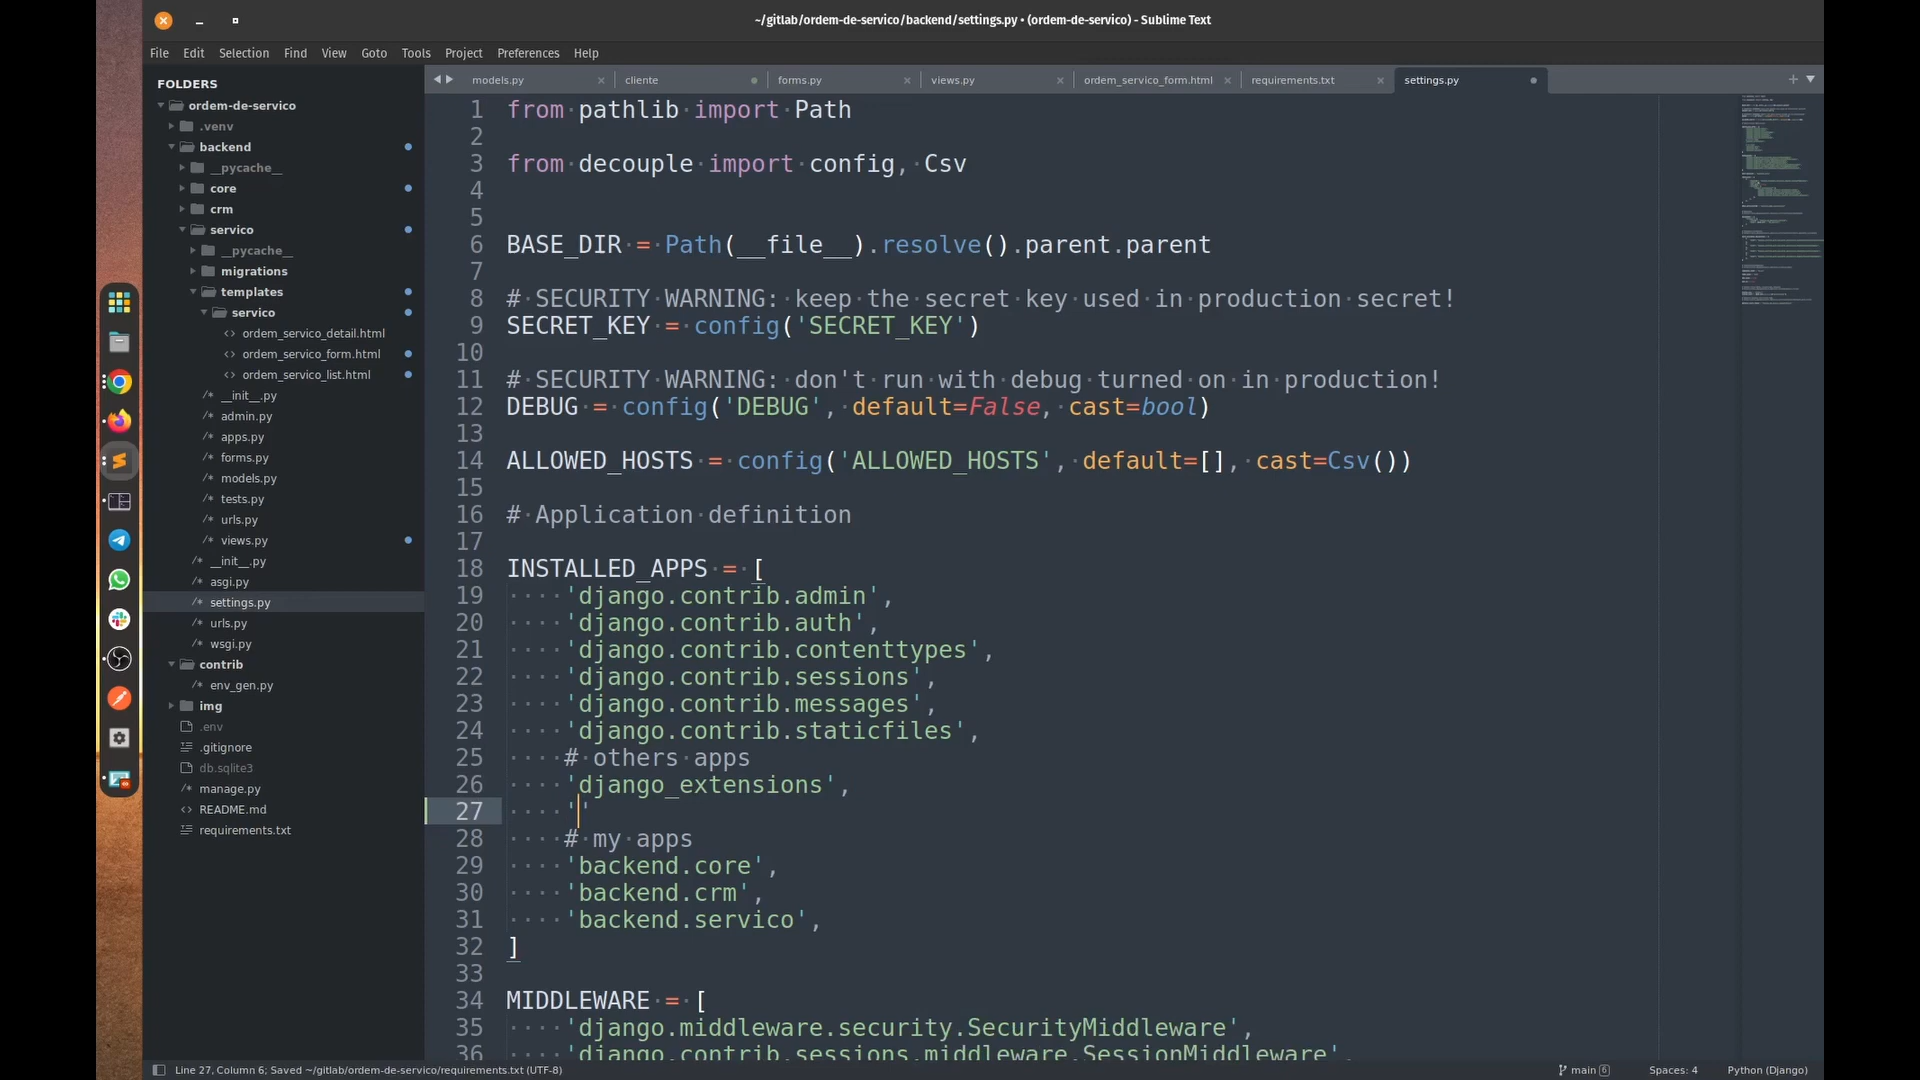 ~/gitlab/ordem-de-servico/backend/settings.py • (ordem-de-servico) - Sublime Text
File Edit Selection Find View Goto Tools Project Preferences Help
FOLDERS
ordem-de-servico
.venv
backend
__pycache__
core
crm
servico
__pycache__
migrations
templates
servico
ordem_servico_detail.html
ordem_servico_form.html
ordem_servico_list.html
__init__.py
admin.py
apps.py
forms.py
models.py
tests.py
urls.py
views.py
__init__.py
asgi.py
settings.py
urls.py
wsgi.py
contrib
env_gen.py
img
.env
.gitignore
db.sqlite3
manage.py
README.md
requirements.txt
models.py cliente forms.py views.py ordem_servico_form.html requirements.txt settings.py
1 from pathlib import Path
2
3 from decouple import config, Csv
4
5
6 BASE_DIR = Path(__file__).resolve().parent.parent
7
8 # SECURITY WARNING: keep the secret key used in production secret!
9 SECRET_KEY = config('SECRET_KEY')
10
11 # SECURITY WARNING: don't run with debug turned on in production!
12 DEBUG = config('DEBUG', default=False, cast=bool)
13
14 ALLOWED_HOSTS = config('ALLOWED_HOSTS', default=[], cast=Csv())
15
16 # Application definition
17
18 INSTALLED_APPS = [
19 'django.contrib.admin',
20 'django.contrib.auth',
21 'django.contrib.contenttypes',
22 'django.contrib.sessions',
23 'django.contrib.messages',
24 'django.contrib.staticfiles',
25 # others apps
26 'django_extensions',
27 ''
28 # my apps
29 'backend.core',
30 'backend.crm',
31 'backend.servico',
32 ]
33
34 MIDDLEWARE = [
35 'django.middleware.security.SecurityMiddleware',
36 'django.contrib.sessions.middleware.SessionMiddleware',
Line 27, Column 6; Saved ~/gitlab/ordem-de-servico/requirements.txt (UTF-8) main 6 Spaces: 4 Python (Django)